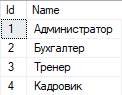 Id Name
1 Администратор
2 Бухгалтер
3 Тренер
4 Кадровик